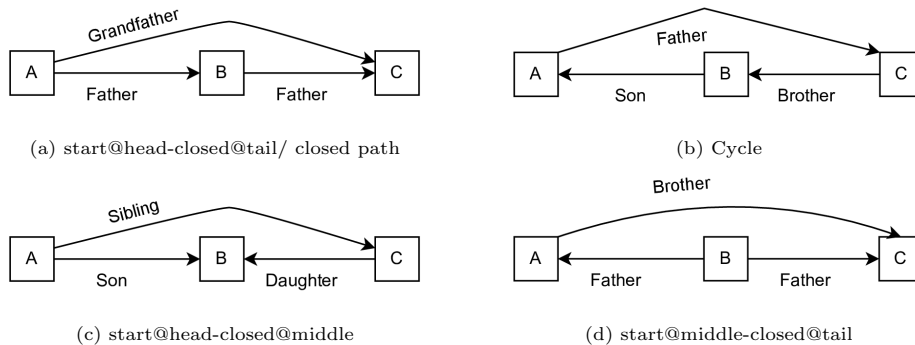 Grandfather
A B C
Father Father
(a) start@head-closed@tail/ closed path
Father
A B C
Son Brother
(b) Cycle
Sibling
A B C
Son Daughter
(c) start@head-closed@middle
Brother
A B C
Father Father
(d) start@middle-closed@tail